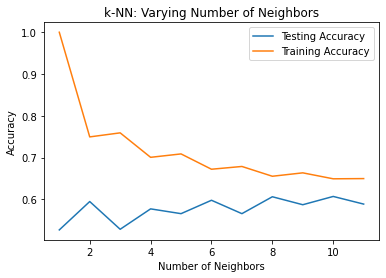 k-NN: Varying Number of Neighbors
Testing Accuracy
Training Accuracy
1.0
0.9
0.8
0.7
0.6
Accuracy
2 4 6 8 10
Number of Neighbors